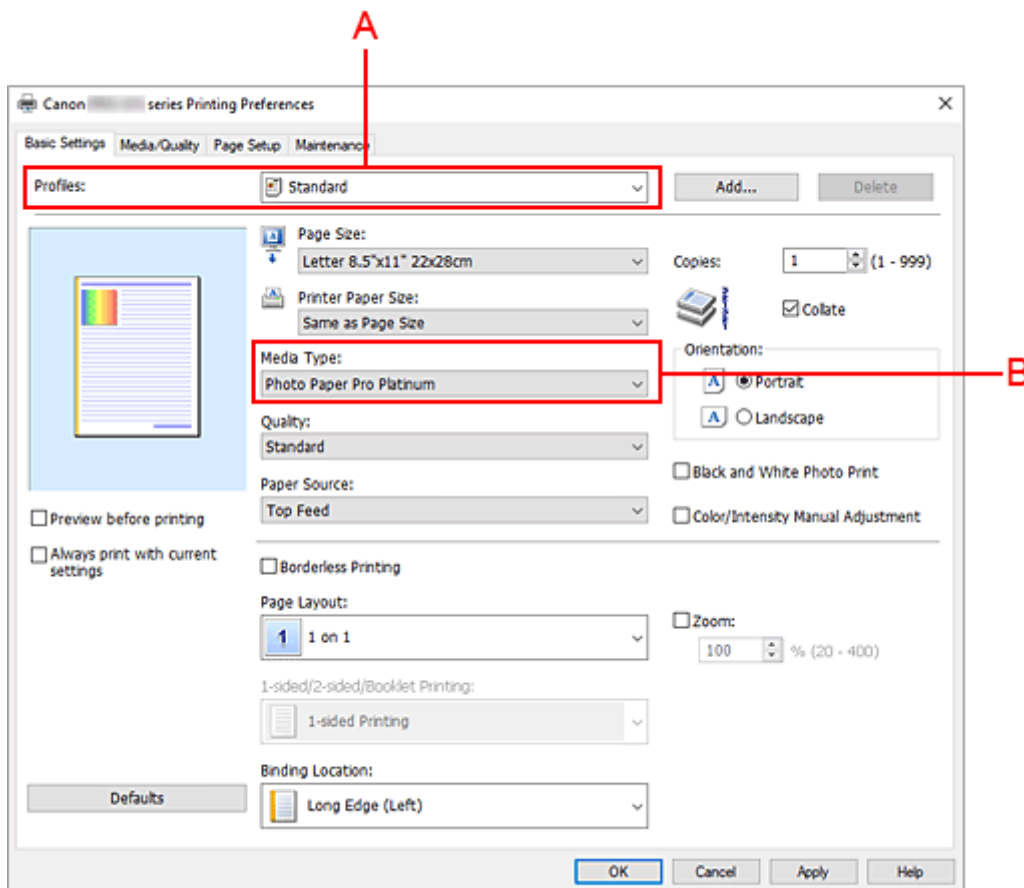 A
Canon series Printing Preferences
Basic Settings Media/Quality Page Setup Maintenance
Profiles: Standard Add... Delete
Page Size:
Letter 8.5"x11" 22x28cm
Copies: 1 (1 - 999)
Printer Paper Size:
Same as Page Size
Collate
Media Type:
Photo Paper Pro Platinum
B
Orientation:
A Portrait
A Landscape
Quality:
Standard
Black and White Photo Print
Paper Source:
Top Feed
Color/Intensity Manual Adjustment
Preview before printing
Always print with current
settings
Borderless Printing
Page Layout:
1 1 on 1
Zoom:
100 % (20 - 400)
1-sided/2-sided/Booklet Printing:
1-sided Printing
Binding Location:
Long Edge (Left)
Defaults
OK Cancel Apply Help